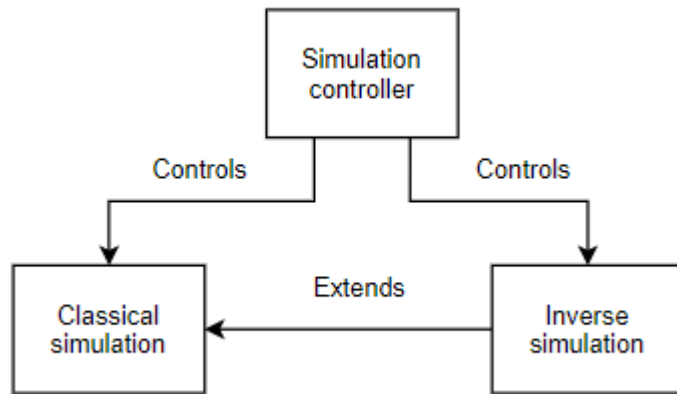 Simulation
controller
Controls
Controls
Extends
Classical
simulation
Inverse
simulation